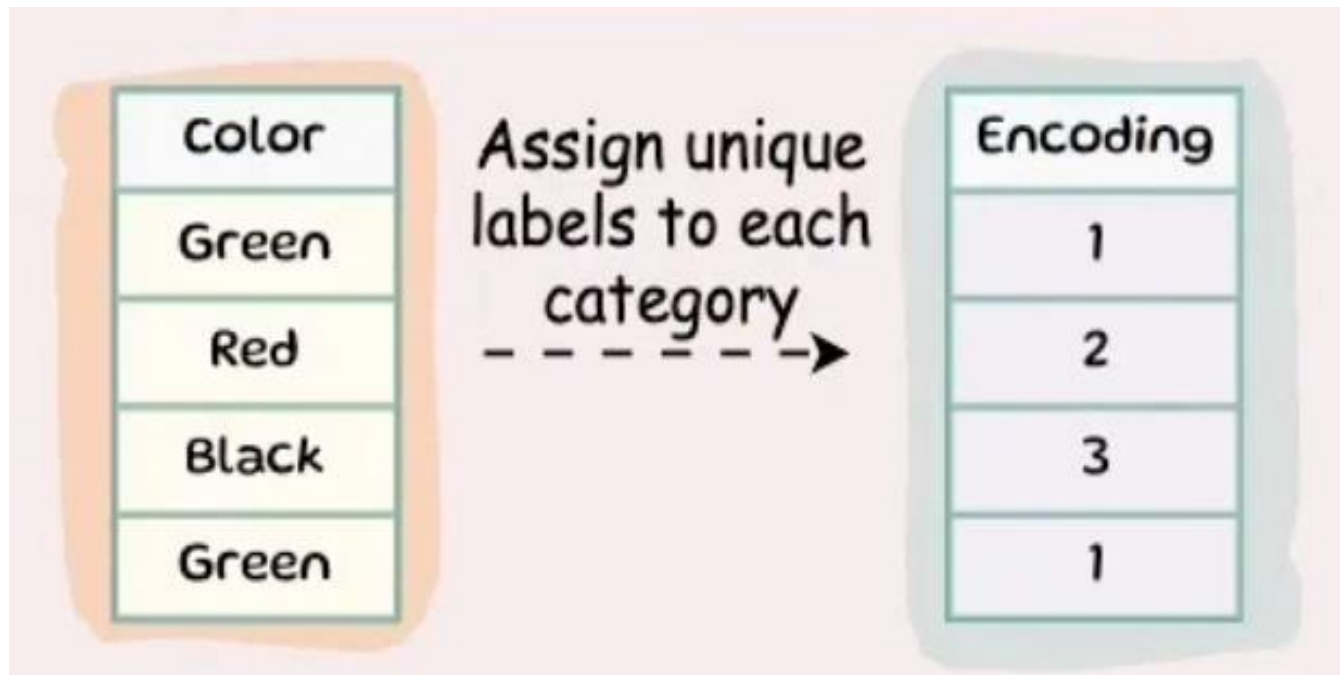 Color
Green
Red
Black
Green
Assign unique
labels to each
category
Encoding
1
2
3
1